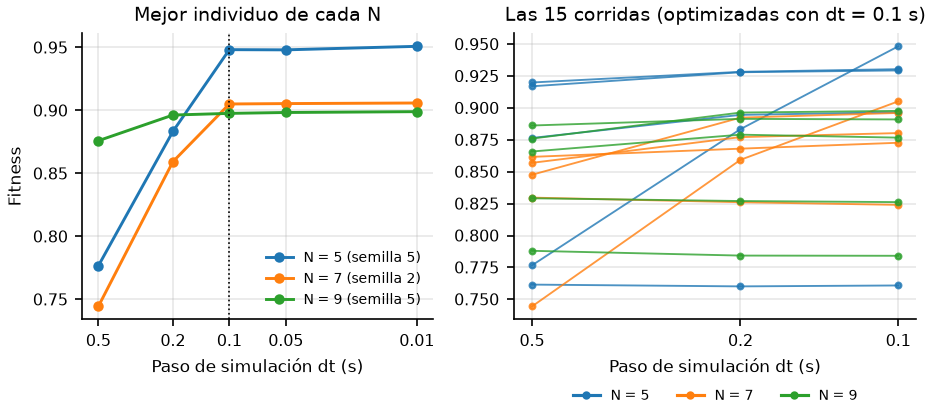 Mejor individuo de cada N
Fitness
0.95
0.90
0.85
0.80
0.75
N = 5 (semilla 5)
N = 7 (semilla 2)
N = 9 (semilla 5)
0.5 0.2 0.1 0.05 0.01
Paso de simulación dt (s)
Las 15 corridas (optimizadas con dt = 0.1 s)
0.950
0.925
0.900
0.875
0.850
0.825
0.800
0.775
0.750
0.5 0.2 0.1
Paso de simulación dt (s)
N = 5 N = 7 N = 9